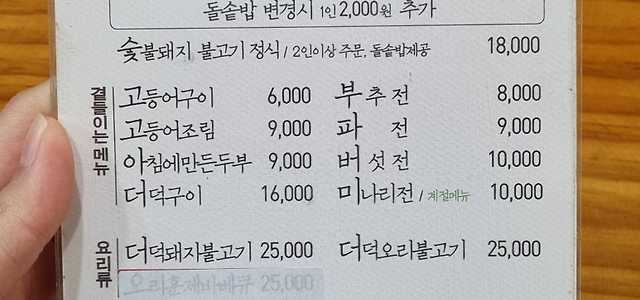 돌솥밥 변경시 1인 2,000원 추가
숯불돼지 불고기 정식 / 2인이상 주문, 돌솥밥제공 18,000
곁들이는메뉴
고등어구이 6,000 부추전 8,000
고등어조림 9,000 파 전 9,000
아침에만든두부 9,000 버섯전 10,000
더덕구이 16,000 미나리전 / 계절메뉴 10,000
요리류
더덕돼지불고기 25,000 더덕오리불고기 25,000
오리훈제바베큐 25,000